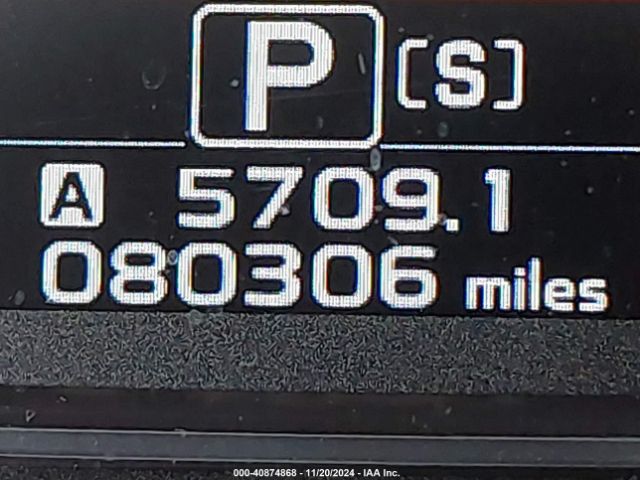 P [S]
A 5709.1
080306 miles
000-40874868 - 11/20/2024 - IAA Inc.